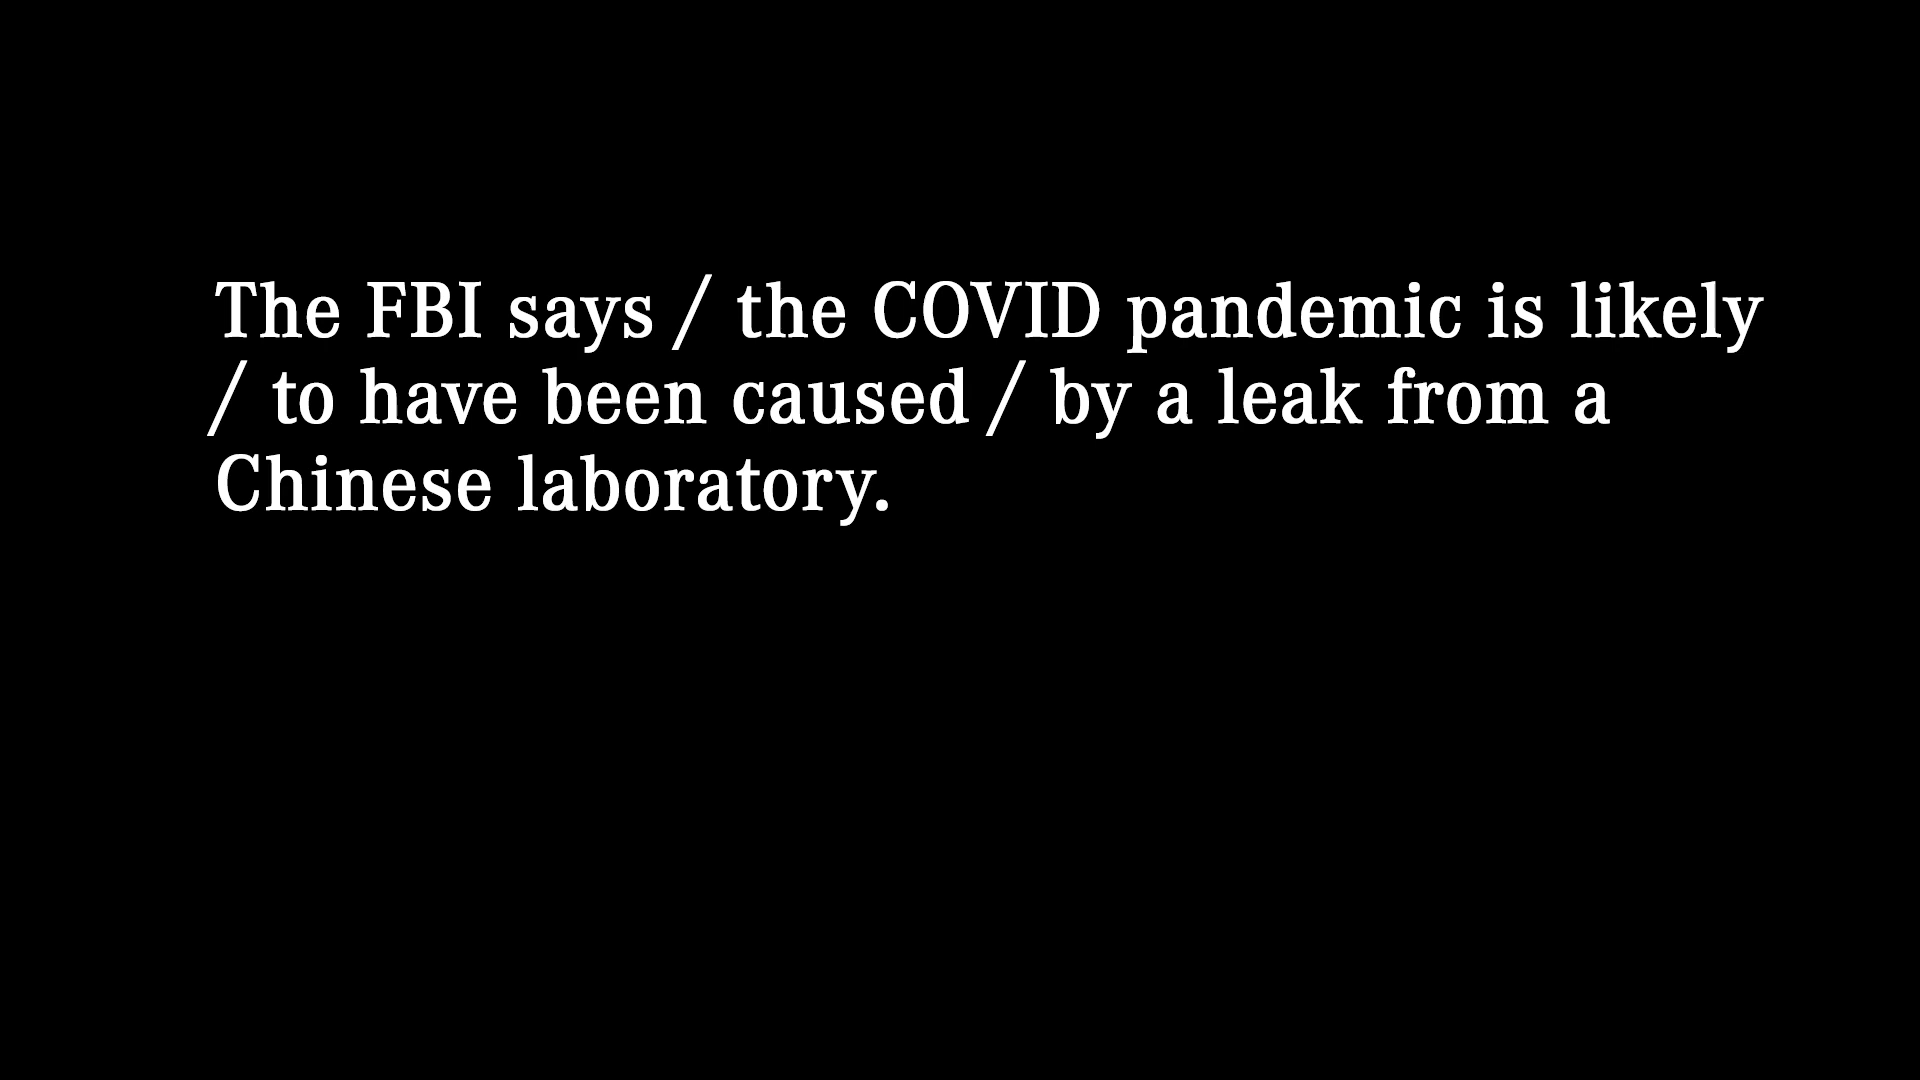 The FBI says / the COVID pandemic is likely
/ to have been caused / by a leak from a
Chinese laboratory.